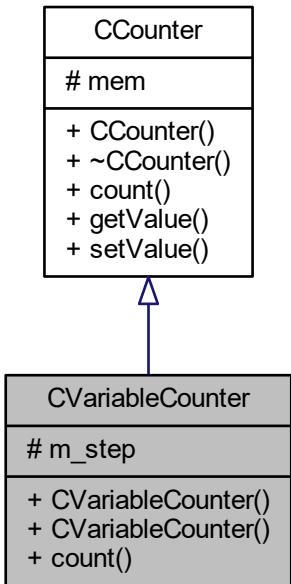 CCounter
# mem
+ CCounter()
+ ~CCounter()
+ count()
+ getValue()
+ setValue()
CVariableCounter
# m_step
+ CVariableCounter()
+ CVariableCounter()
+ count()